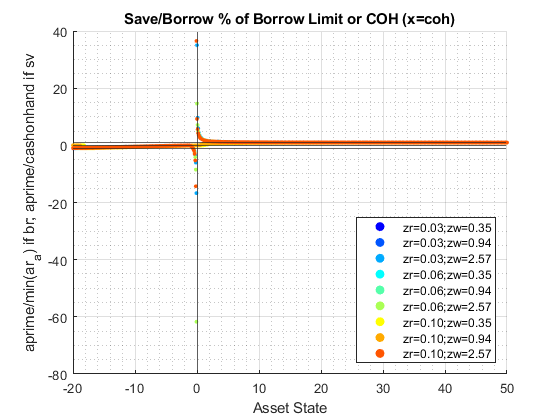 Save/Borrow % of Borrow Limit or COH (x=coh)
aprime/min(ar_a) if br; aprime/cashonhand if sv
40
20
0
-20
-40
-60
-80
-20
-10
0
10
20
30
40
50
Asset State
zr=0.03;zw=0.35
zr=0.03;zw=0.94
zr=0.03;zw=2.57
zr=0.06;zw=0.35
zr=0.06;zw=0.94
zr=0.06;zw=2.57
zr=0.10;zw=0.35
zr=0.10;zw=0.94
zr=0.10;zw=2.57